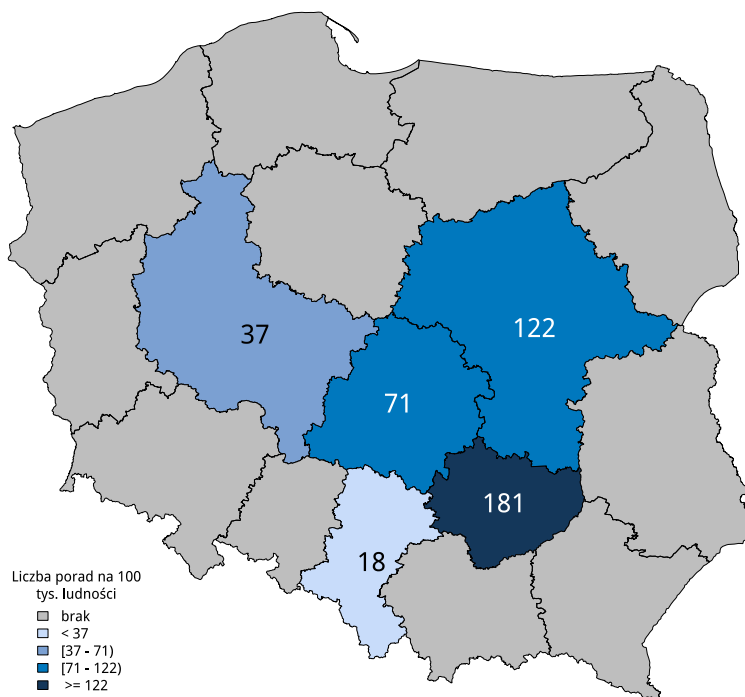 37
122
71
181
18
Liczba porad na 100
tys. ludności
brak
< 37
[37 - 71)
[71 - 122)
>= 122